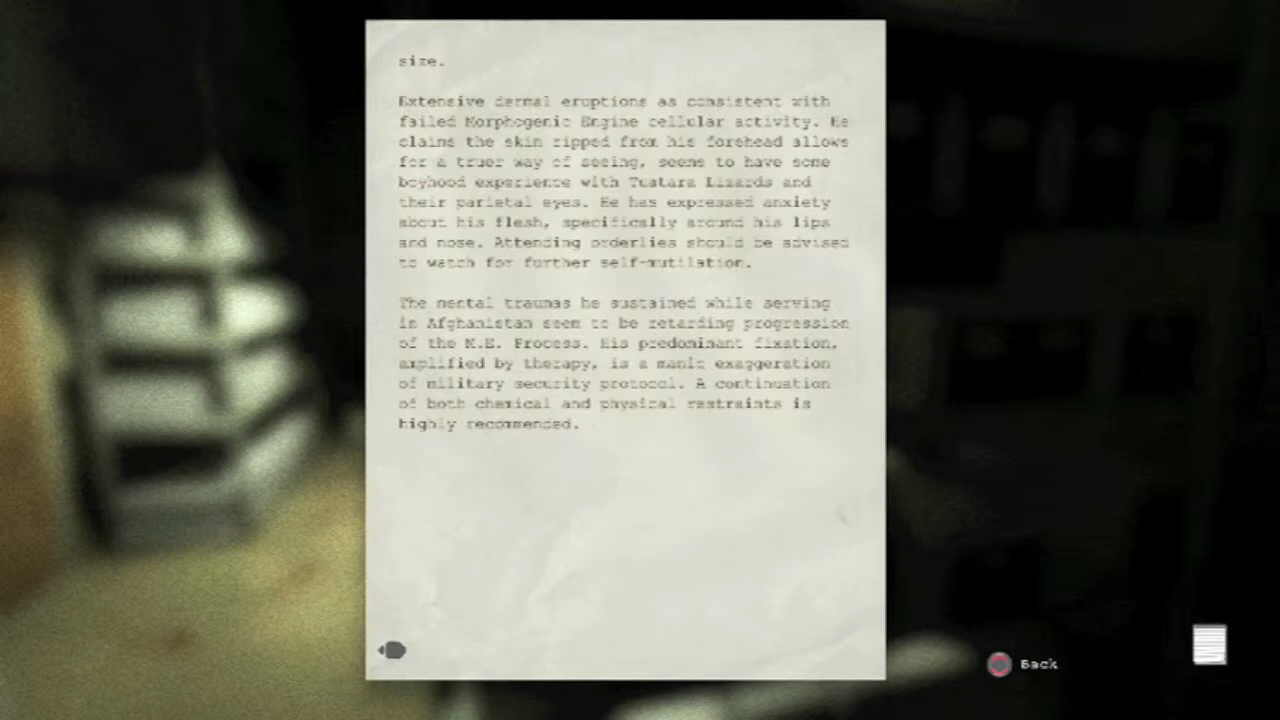 size.
Extensive dermal eruptions as consistent with
failed Morphogenic Engine cellular activity. He
claims the skin ripped from his forehead allows
for a truer way of seeing, seems to have some
boyhood experience with Tuatara Lizards and
their parietal eyes. He has expressed anxiety
about his flesh, specifically around his lips
and nose. Attending orderlies should be advised
to watch for further self-mutilation.
The mental traumas he sustained while serving
in Afghanistan seem to be retarding progression
of the M.E. Process. His predominant fixation,
amplified by therapy, is a manic exaggeration
of military security protocol. A continuation
of both chemical and physical restraints is
highly recommended.
Back